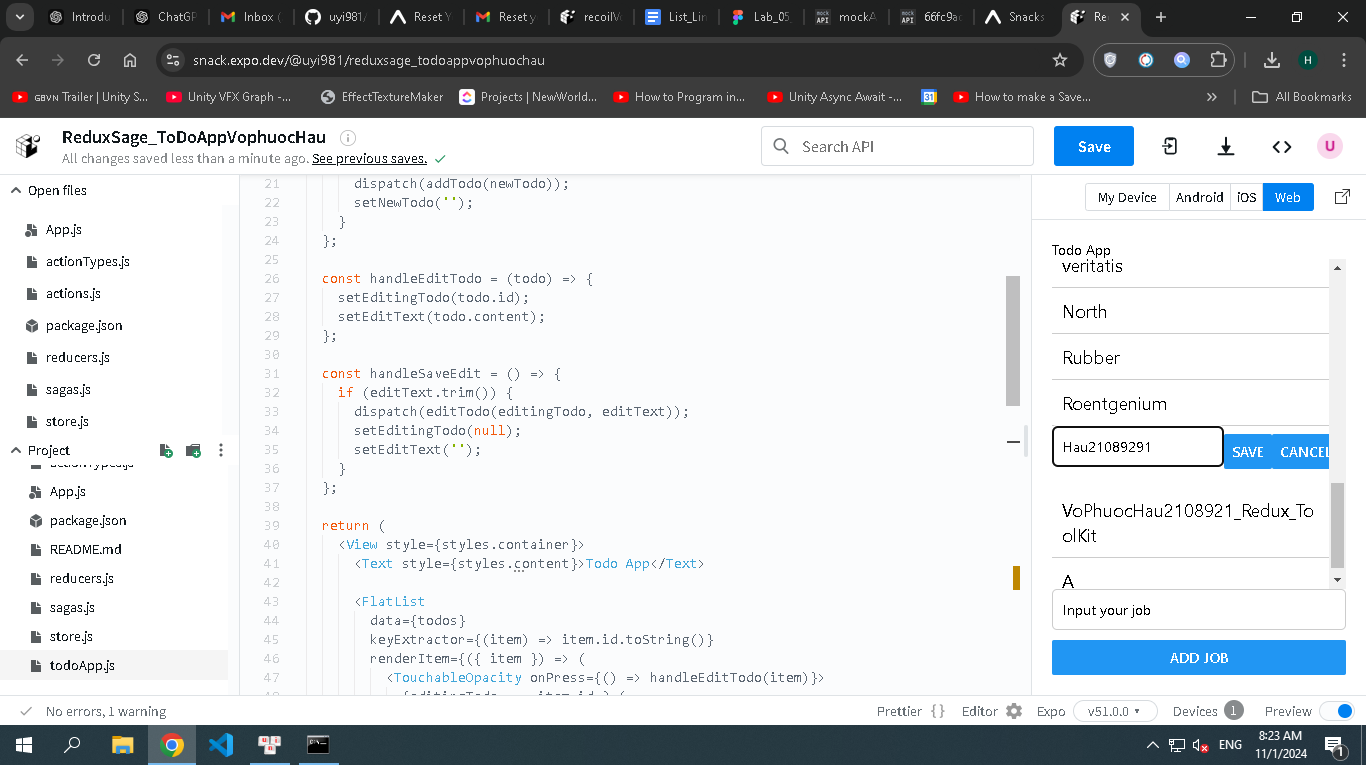 Introdu
ChatGP
Inbox (
uyi981/
Reset Y
Reset y
recoilV
List_Lin
Lab_05
mockA
66fc9ac
Snacks
Re
snack.expo.dev/@uyi981/reduxsage_todoappvophuochau
H
GBVN Trailer | Unity S...
Unity VFX Graph -...
EffectTextureMaker
Projects | NewWorld...
How to Program in...
Unity Async Await -...
31
How to make a Save...
All Bookmarks
ReduxSage_ToDoAppVophuocHau
All changes saved less than a minute ago. See previous saves.
Search API
Save
U
Open files
App.js
actionTypes.js
actions.js
package.json
reducers.js
sagas.js
store.js
Project
actionTypes.js
App.js
package.json
README.md
reducers.js
sagas.js
store.js
todoApp.js
21 dispatch(addTodo(newTodo));
22 setNewTodo('');
23 }
24 };
25
26 const handleEditTodo = (todo) => {
27 setEditingTodo(todo.id);
28 setEditText(todo.content);
29 };
30
31 const handleSaveEdit = () => {
32 if (editText.trim()) {
33 dispatch(editTodo(editingTodo, editText));
34 setEditingTodo(null);
35 setEditText('');
36 }
37 };
38
39 return (
40 <View style={styles.container}>
41 <Text style={styles.content}>Todo App</Text>
42
43 <FlatList
44 data={todos}
45 keyExtractor={(item) => item.id.toString()}
46 renderItem={({ item }) => (
47 <TouchableOpacity onPress={() => handleEditTodo(item)}>
My Device
Android
iOS
Web
Todo App
veritatis
North
Rubber
Roentgenium
Hau21089291
SAVE
CANCEL
VoPhuocHau2108921_Redux_To
olKit
A
Input your job
ADD JOB
No errors, 1 warning
Prettier { }
Editor
Expo
v51.0.0
Devices 1
Preview
ENG
8:23 AM
11/1/2024
1